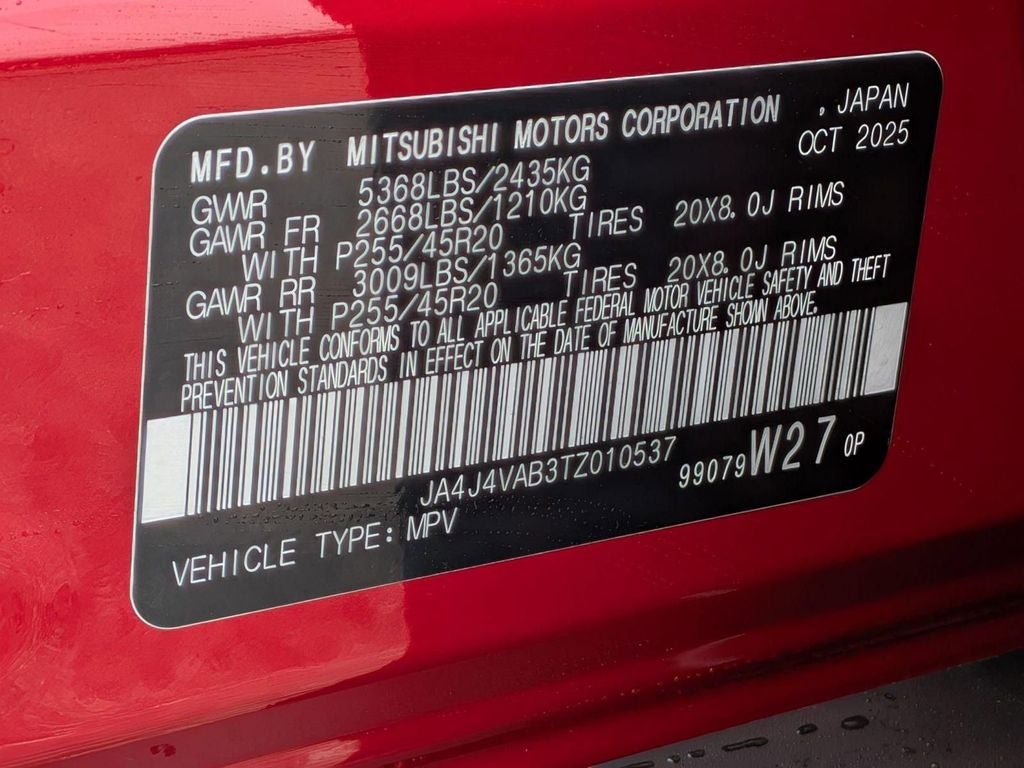 MFD.BY MITSUBISHI MOTORS CORPORATION , JAPAN
OCT 2025
GVWR 5368LBS/2435KG
GAWR FR 2668LBS/1210KG
WITH P255/45R20 TIRES 20X8.0J RIMS
GAWR RR 3009LBS/1365KG
WITH P255/45R20 TIRES 20X8.0J RIMS
THIS VEHICLE CONFORMS TO ALL APPLICABLE FEDERAL MOTOR VEHICLE SAFETY AND THEFT
PREVENTION STANDARDS IN EFFECT ON THE DATE OF MANUFACTURE SHOWN ABOVE.
JA4J4VAB3TZ010537 99079 W27 0P
VEHICLE TYPE: MPV